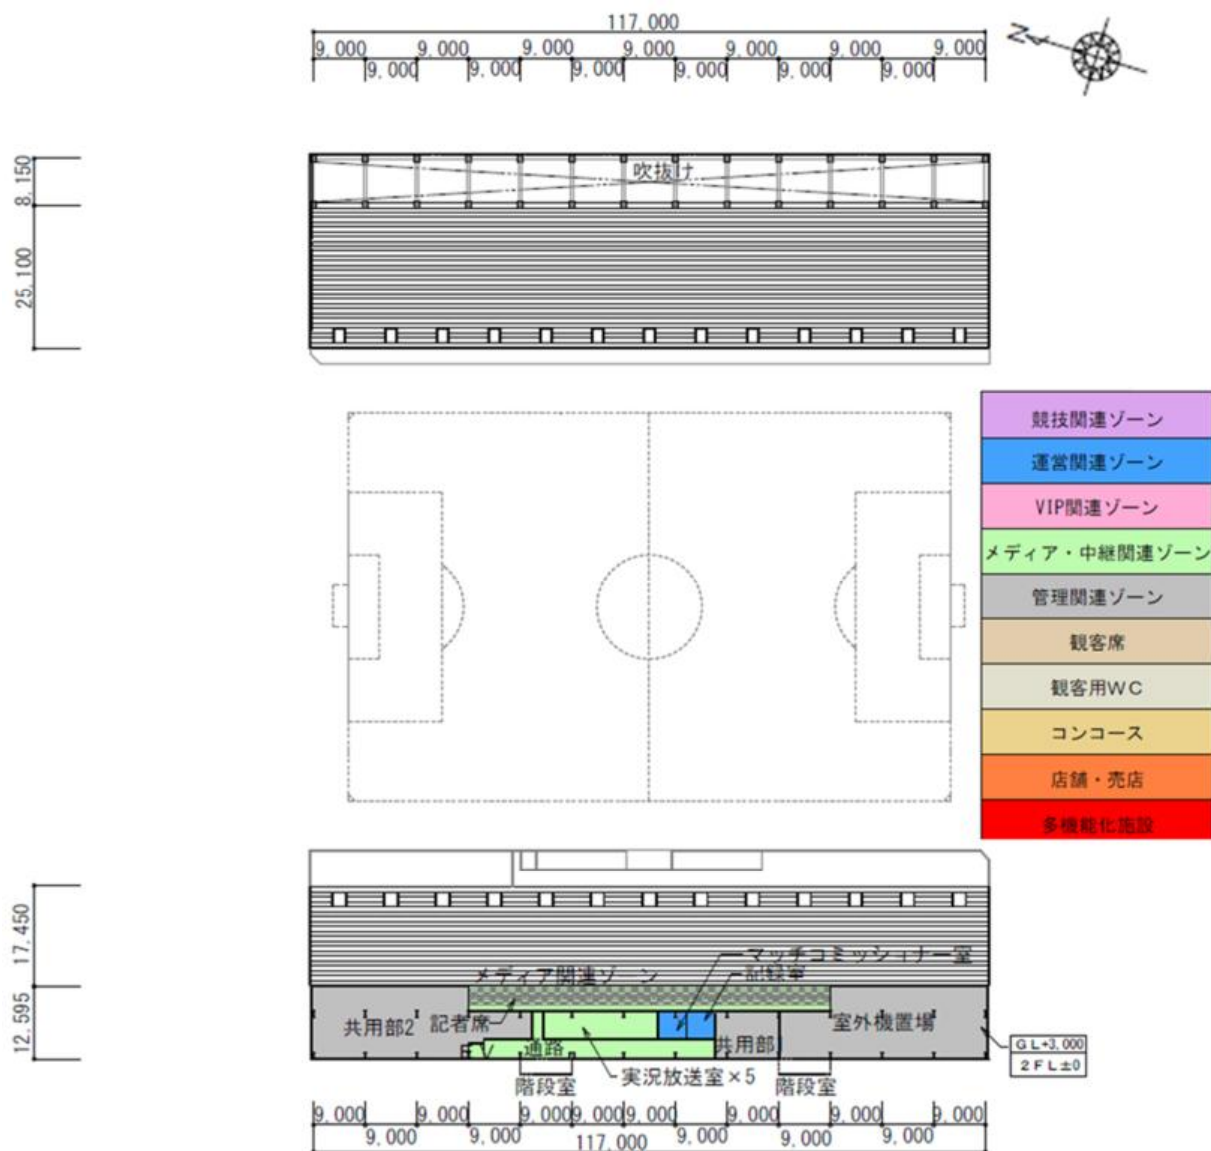 117,000
9,000 9,000 9,000 9,000 9,000 9,000 9,000
9,000 9,000 9,000 9,000 9,000 9,000
N
8,150
吹抜け
25,100
競技関連ゾーン
運営関連ゾーン
VIP関連ゾーン
メディア・中継関連ゾーン
管理関連ゾーン
観客席
観客用WC
コンコース
店舗・売店
多機能化施設
17,450
マッチコミッショナー室
メディア関連ゾーン
記録室
12,595
共用部2
記者席
室外機置場
EV
通路
共用部1
GL+3,000
2FL±0
実況放送室×5
階段室
階段室
9,000 9,000 9,000 9,000 9,000 9,000 9,000
9,000 9,000 117,000 9,000 9,000 9,000